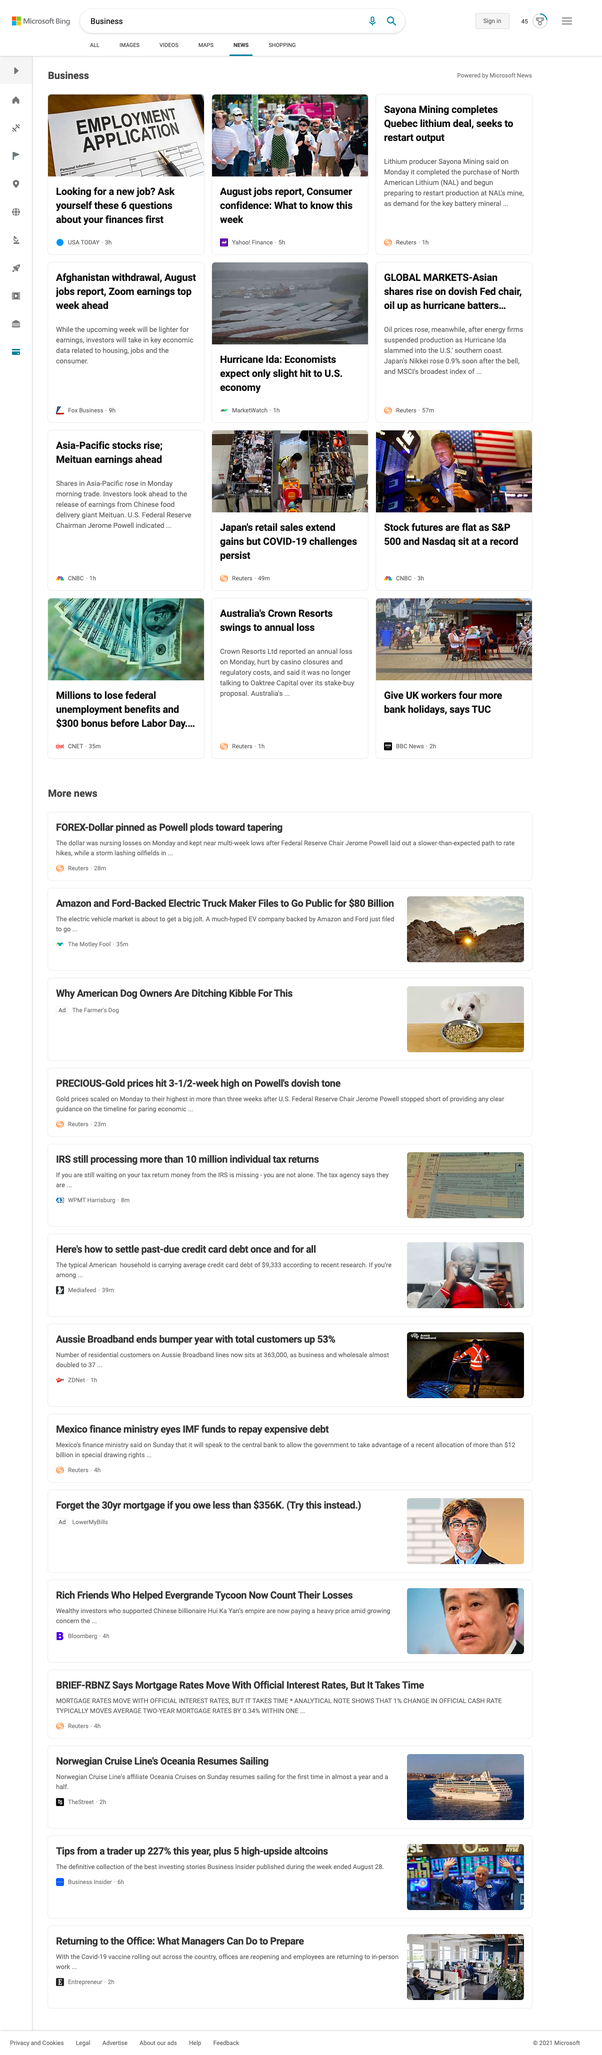 Microsoft Bing
Business
Sign in
45
ALL IMAGES VIDEOS MAPS NEWS SHOPPING
Business
Powered by Microsoft News
EMPLOYMENT
APPLICATION
Looking for a new job? Ask
yourself these 6 questions
about your finances first
USA TODAY · 3h
August jobs report, Consumer
confidence: What to know this
week
Yahoo! Finance · 5h
Sayona Mining completes
Quebec lithium deal, seeks to
restart output
Lithium producer Sayona Mining said on
Monday it completed the purchase of North
American Lithium (NAL) and begun
preparing to restart production at NAL's mine,
as demand for the key battery mineral ...
Reuters · 1h
Afghanistan withdrawal, August
jobs report, Zoom earnings top
week ahead
While the upcoming week will be lighter for
earnings, investors will take in key economic
data related to housing, jobs and the
consumer.
Fox Business · 9h
Hurricane Ida: Economists
expect only slight hit to U.S.
economy
MarketWatch · 1h
GLOBAL MARKETS-Asian
shares rise on dovish Fed chair,
oil up as hurricane batters...
Oil prices rose, meanwhile, after energy firms
suspended production as Hurricane Ida
slammed into the U.S.' southern coast.
Japan's Nikkei rose 0.9% soon after the bell,
and MSCI's broadest index of ...
Reuters · 57m
Asia-Pacific stocks rise;
Meituan earnings ahead
Shares in Asia-Pacific rose in Monday
morning trade. Investors look ahead to the
release of earnings from Chinese food
delivery giant Meituan. U.S. Federal Reserve
Chairman Jerome Powell indicated ...
CNBC · 1h
Japan's retail sales extend
gains but COVID-19 challenges
persist
Reuters · 49m
Stock futures are flat as S&P
500 and Nasdaq sit at a record
CNBC · 3h
Millions to lose federal
unemployment benefits and
$300 bonus before Labor Day....
CNET · 35m
Australia's Crown Resorts
swings to annual loss
Crown Resorts Ltd reported an annual loss
on Monday, hurt by casino closures and
regulatory costs, and said it was no longer
talking to Oaktree Capital over its stake-buy
proposal. Australia's ...
Reuters · 1h
Give UK workers four more
bank holidays, says TUC
BBC News · 2h
More news
FOREX-Dollar pinned as Powell plods toward tapering
The dollar was nursing losses on Monday and kept near multi-week lows after Federal Reserve Chair Jerome Powell laid out a slower-than-expected path to rate
hikes, while a storm lashing oilfields in ...
Reuters · 28m
Amazon and Ford-Backed Electric Truck Maker Files to Go Public for $80 Billion
The electric vehicle market is about to get a big jolt. A much-hyped EV company backed by Amazon and Ford just filed
to go ...
The Motley Fool · 35m
Why American Dog Owners Are Ditching Kibble For This
Ad The Farmer's Dog
PRECIOUS-Gold prices hit 3-1/2-week high on Powell's dovish tone
Gold prices scaled on Monday to their highest in more than three weeks after U.S. Federal Reserve Chair Jerome Powell stopped short of providing any clear
guidance on the timeline for paring economic ...
Reuters · 23m
IRS still processing more than 10 million individual tax returns
If you are still waiting on your tax return money from the IRS is missing - you are not alone. The tax agency says they
are ...
WPMT Harrisburg · 8m
Here's how to settle past-due credit card debt once and for all
The typical American household is carrying average credit card debt of $9,333 according to recent research. If you're
among ...
Mediafeed · 39m
Aussie Broadband ends bumper year with total customers up 53%
Number of residential customers on Aussie Broadband lines now sits at 363,000, as business and wholesale almost
doubled to 37 ...
ZDNet · 1h
Aussie
Broadband
Mexico finance ministry eyes IMF funds to repay expensive debt
Mexico's finance ministry said on Sunday that it will speak to the central bank to allow the government to take advantage of a recent allocation of more than $12
billion in special drawing rights ...
Reuters · 4h
Forget the 30yr mortgage if you owe less than $356K. (Try this instead.)
Ad LowerMyBills
Rich Friends Who Helped Evergrande Tycoon Now Count Their Losses
Wealthy investors who supported Chinese billionaire Hui Ka Yan's empire are now paying a heavy price amid growing
concern the ...
Bloomberg · 4h
BRIEF-RBNZ Says Mortgage Rates Move With Official Interest Rates, But It Takes Time
MORTGAGE RATES MOVE WITH OFFICIAL INTEREST RATES, BUT IT TAKES TIME * ANALYTICAL NOTE SHOWS THAT 1% CHANGE IN OFFICIAL CASH RATE
TYPICALLY MOVES AVERAGE TWO-YEAR MORTGAGE RATES BY 0.34% WITHIN ONE ...
Reuters · 4h
Norwegian Cruise Line's Oceania Resumes Sailing
Norwegian Cruise Line's affiliate Oceania Cruises on Sunday resumes sailing for the first time in almost a year and a
half.
TheStreet · 2h
Tips from a trader up 227% this year, plus 5 high-upside altcoins
The definitive collection of the best investing stories Business Insider published during the week ended August 28.
Business Insider · 6h
Returning to the Office: What Managers Can Do to Prepare
With the Covid-19 vaccine rolling out across the country, offices are reopening and employees are returning to in-person
work ...
Entrepreneur · 2h
Privacy and Cookies Legal Advertise About our ads Help Feedback
© 2021 Microsoft